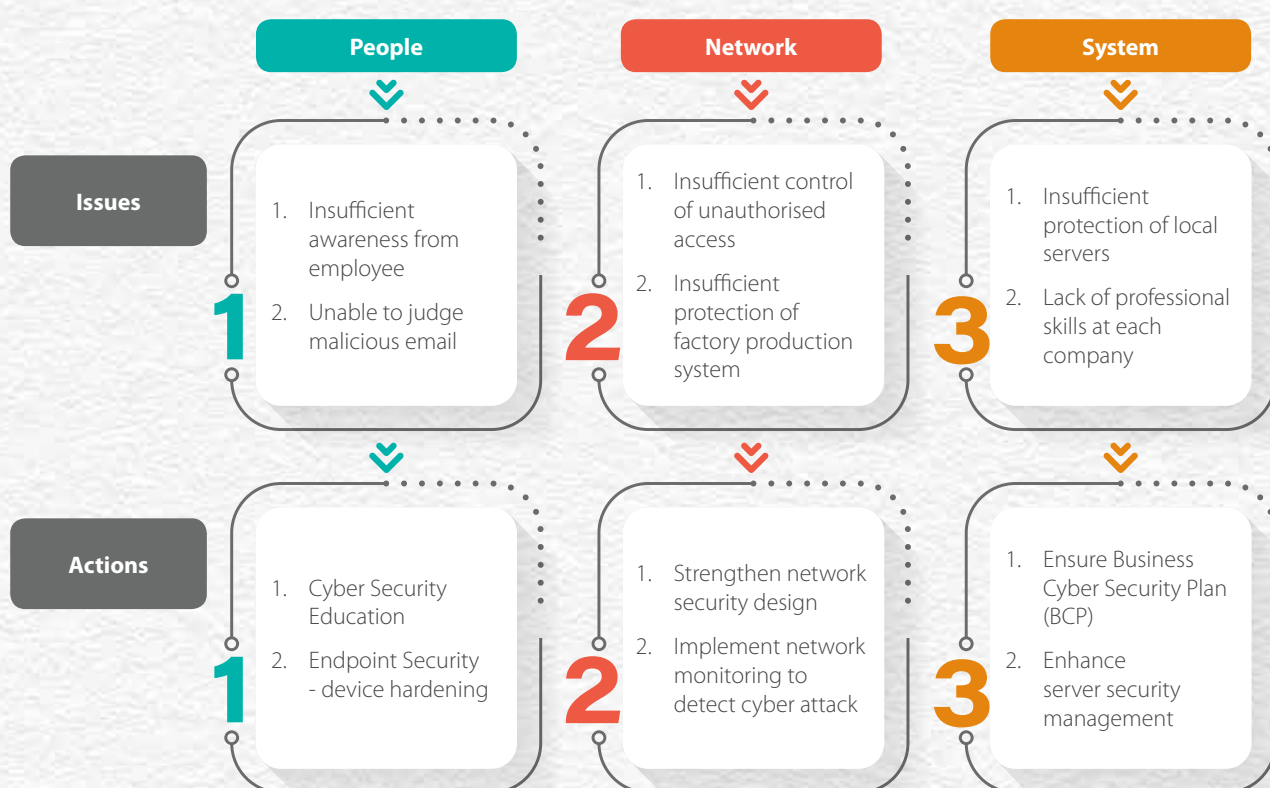 People
Network
System
Issues
1
1. Insufficient
awareness from
employee
2. Unable to judge
malicious email
2
1. Insufficient control
of unauthorised
access
2. Insufficient
protection of
factory production
system
3
1. Insufficient
protection of local
servers
2. Lack of professional
skills at each
company
Actions
1
1. Cyber Security
Education
2. Endpoint Security
- device hardening
2
1. Strengthen network
security design
2. Implement network
monitoring to
detect cyber attack
3
1. Ensure Business
Cyber Security Plan
(BCP)
2. Enhance
server security
management